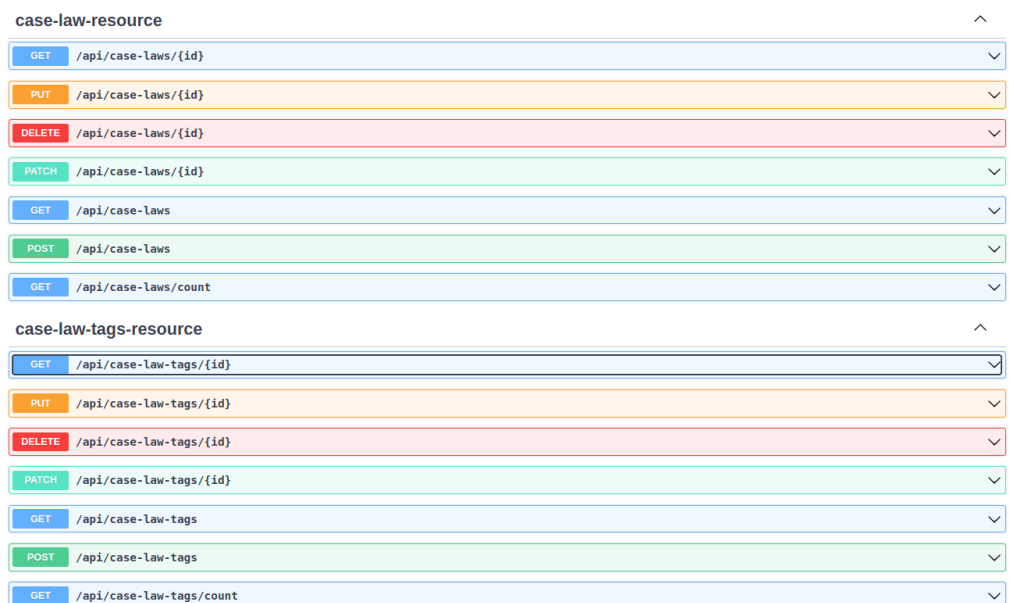 case-law-resource
GET /api/case-laws/{id}
PUT /api/case-laws/{id}
DELETE /api/case-laws/{id}
PATCH /api/case-laws/{id}
GET /api/case-laws
POST /api/case-laws
GET /api/case-laws/count
case-law-tags-resource
GET /api/case-law-tags/{id}
PUT /api/case-law-tags/{id}
DELETE /api/case-law-tags/{id}
PATCH /api/case-law-tags/{id}
GET /api/case-law-tags
POST /api/case-law-tags
GET /api/case-law-tags/count